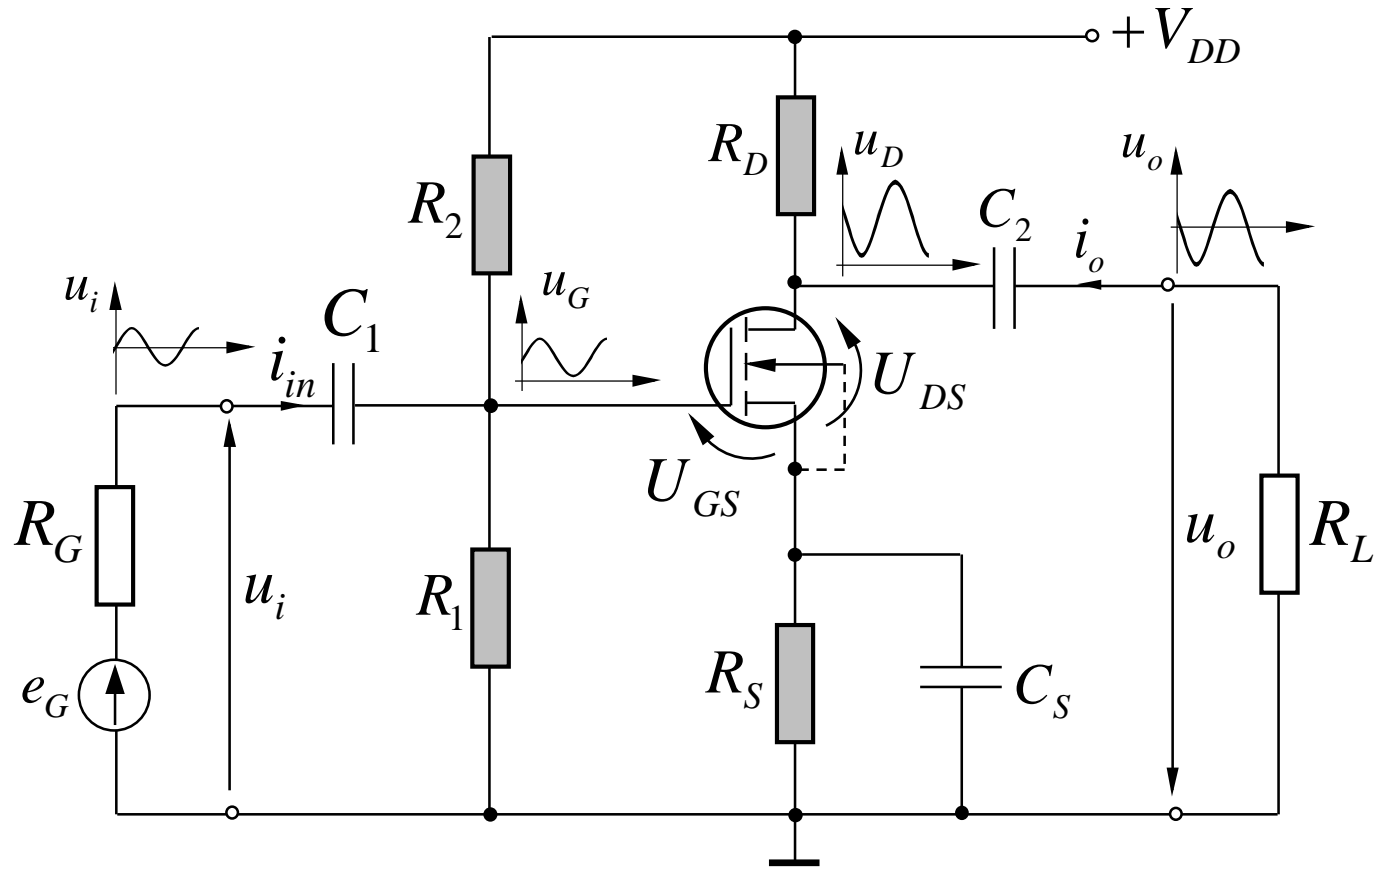 +V_DD
R_D
u_D
u_o
R_2
C_2
i_o
u_i
u_G
C_1
i_in
U_DS
U_GS
R_G
u_o
R_L
u_i
R_1
e_G
R_S
C_S